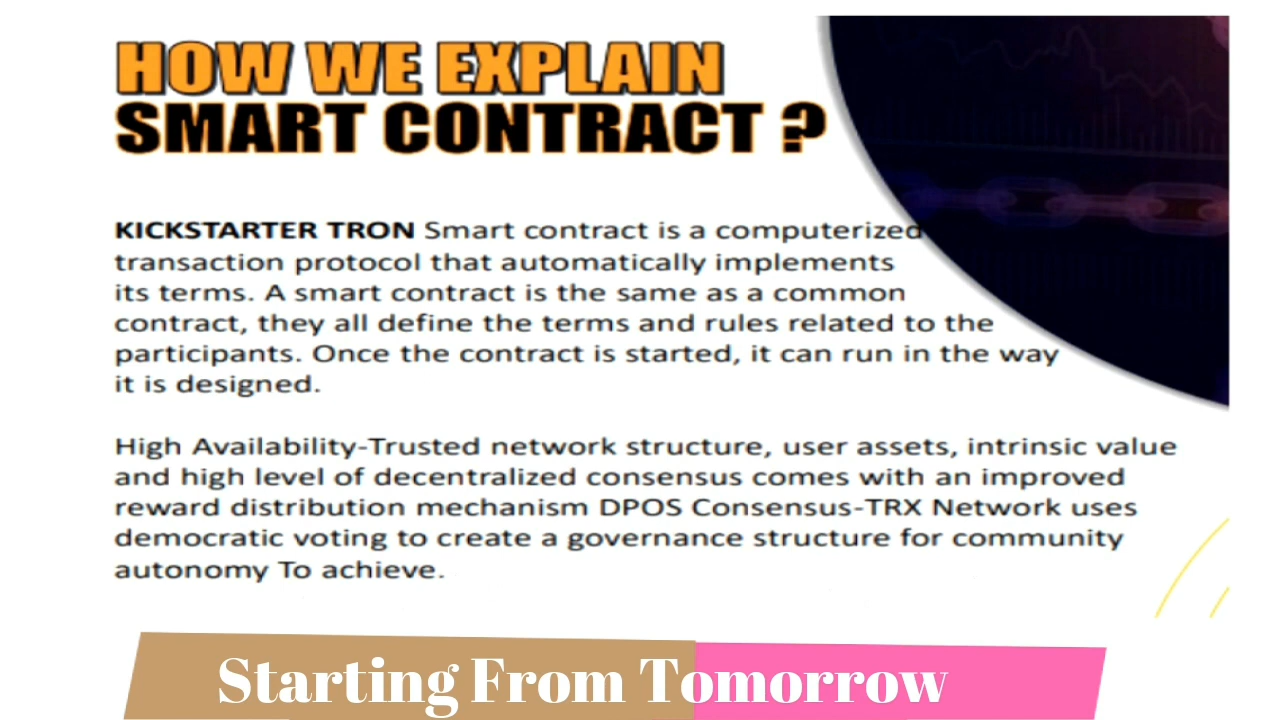 HOW WE EXPLAIN
SMART CONTRACT ?
KICKSTARTER TRON Smart contract is a computerized
transaction protocol that automatically implements
its terms. A smart contract is the same as a common
contract, they all define the terms and rules related to the
participants. Once the contract is started, it can run in the way
it is designed.
High Availability-Trusted network structure, user assets, intrinsic value
and high level of decentralized consensus comes with an improved
reward distribution mechanism DPOS Consensus-TRX Network uses
democratic voting to create a governance structure for community
autonomy To achieve.
Starting From Tomorrow